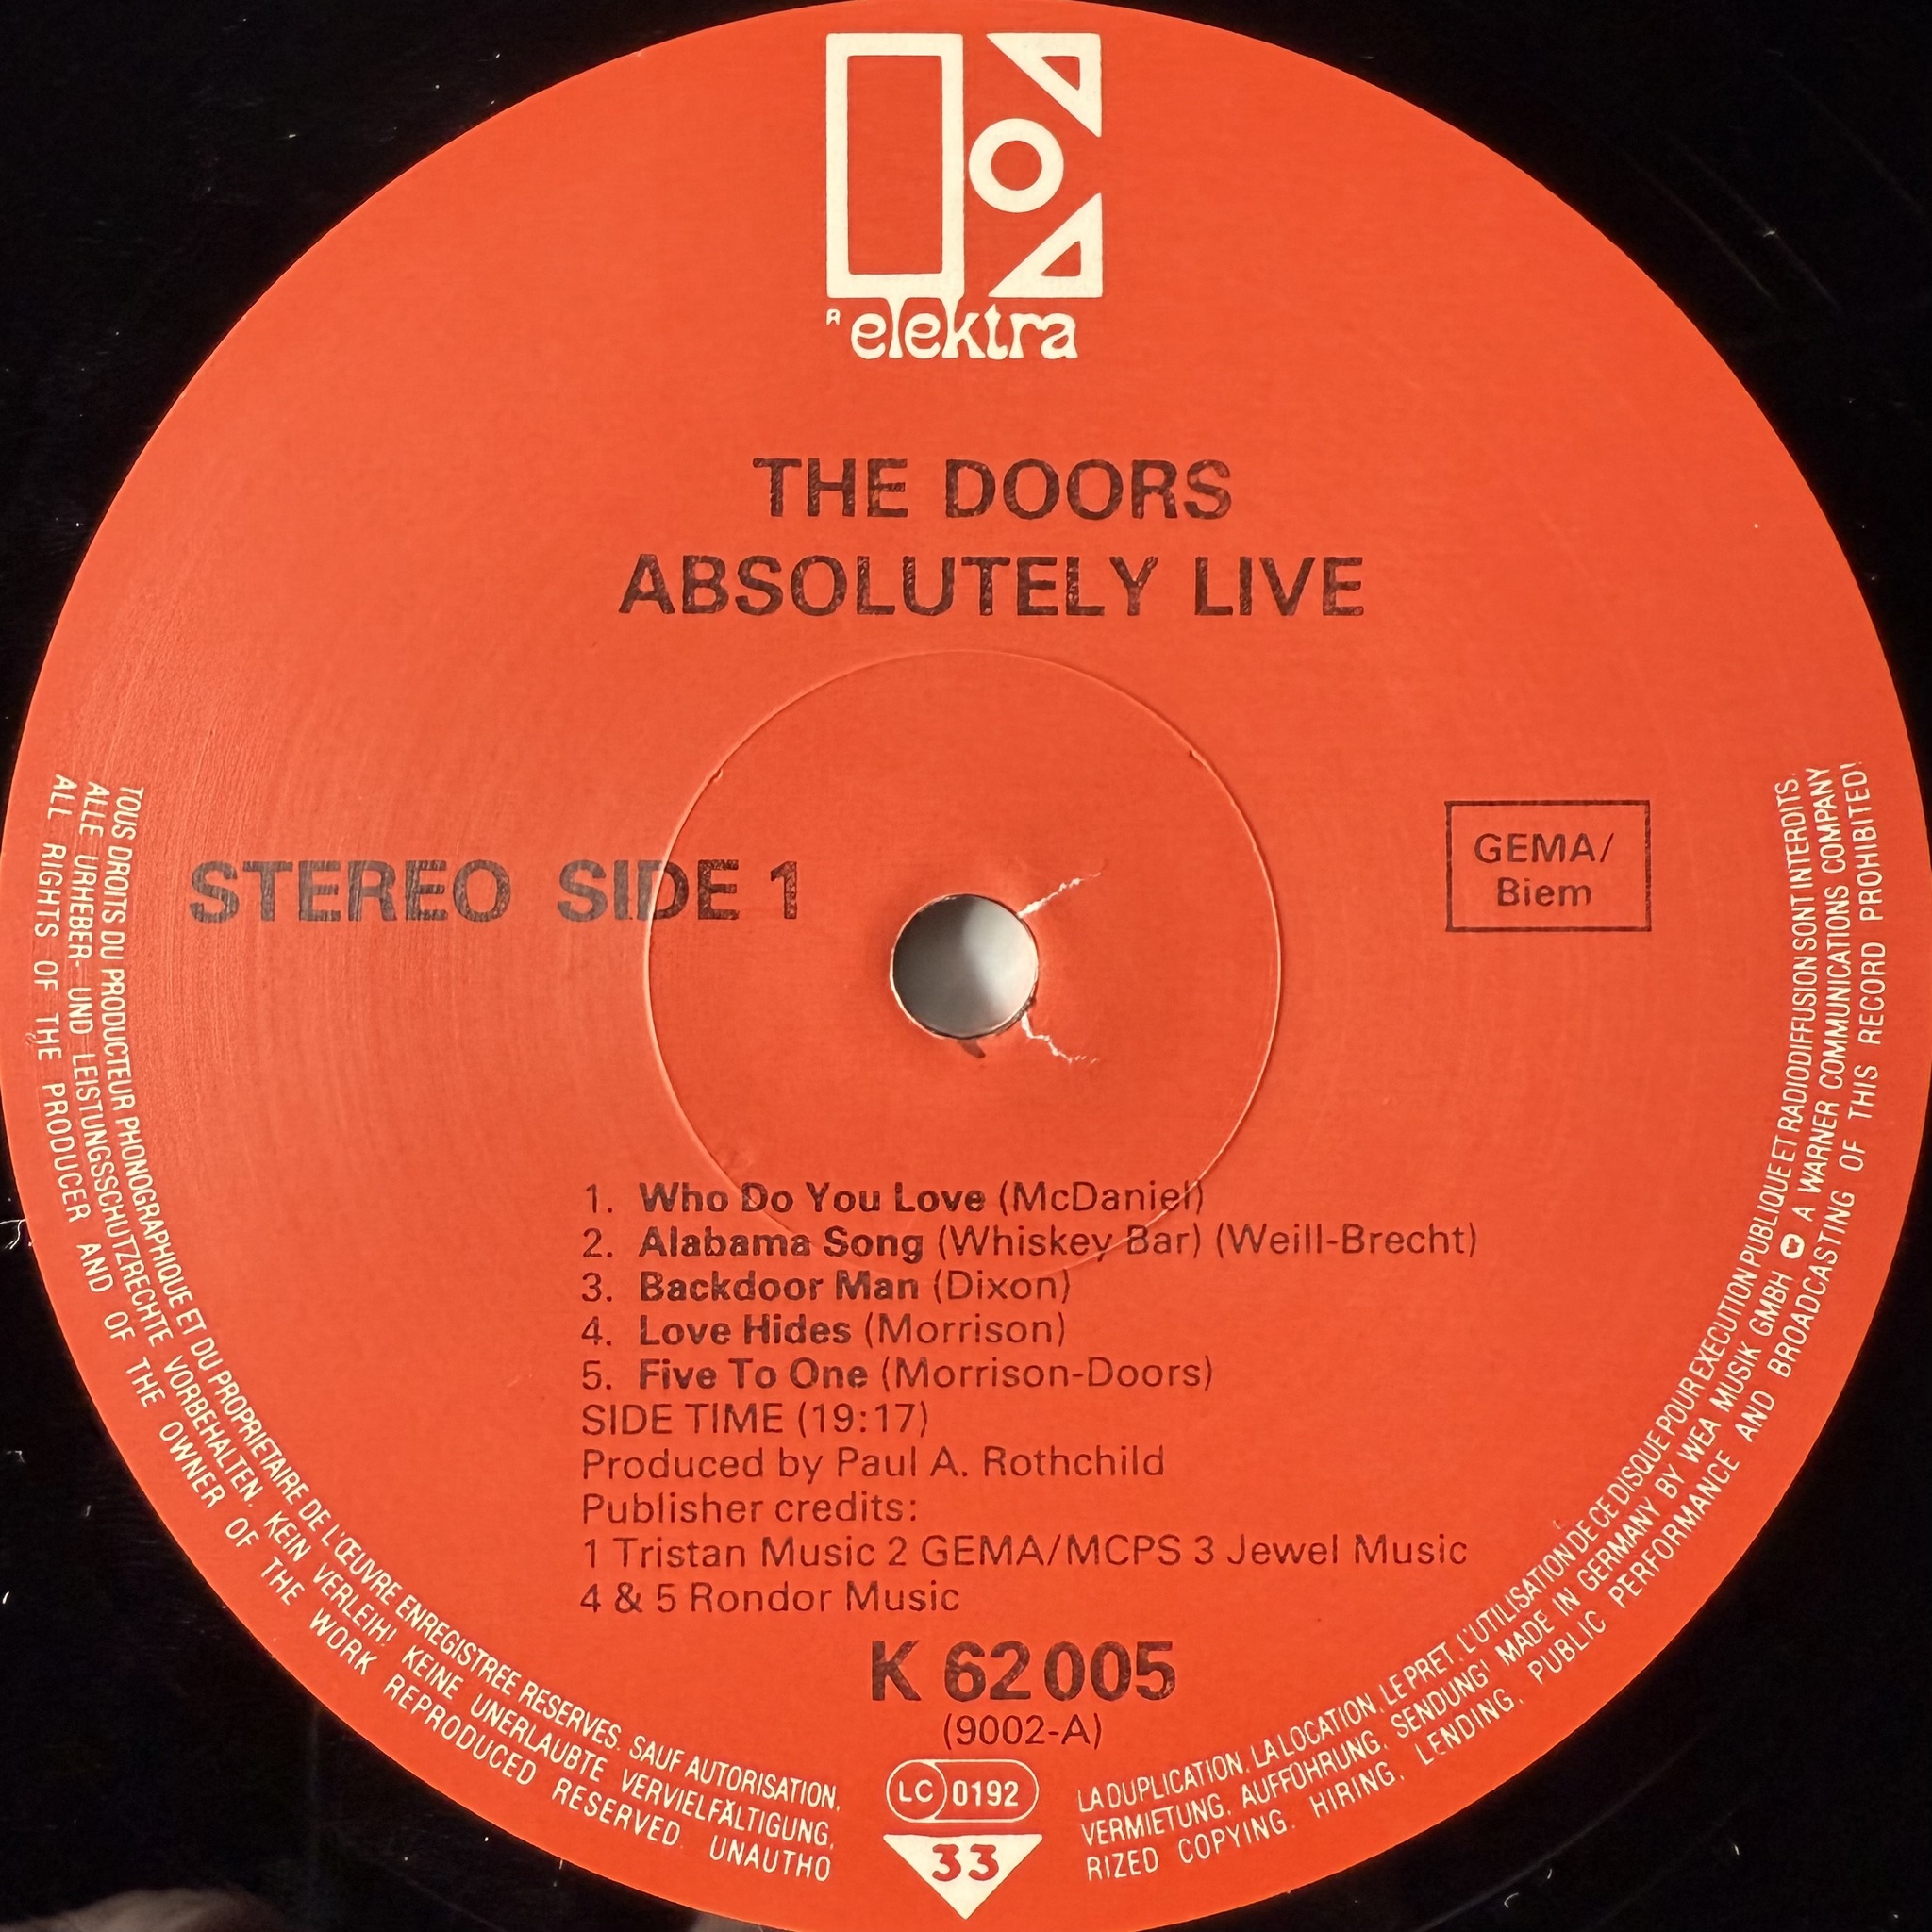 elektra
THE DOORS
ABSOLUTELY LIVE
STEREO SIDE 1
GEMA/
Biem
1. Who Do You Love (McDaniel)
2. Alabama Song (Whiskey Bar) (Weill-Brecht)
3. Backdoor Man (Dixon)
4. Love Hides (Morrison)
5. Five To One (Morrison-Doors)
SIDE TIME (19:17)
Produced by Paul A. Rothchild
Publisher credits:
1 Tristan Music 2 GEMA/MCPS 3 Jewel Music
4 & 5 Rondor Music
K 62005
(9002-A)
LC 0192
33
TOUS DROITS DU PRODUCTEUR PHONOGRAPHIQUE ET DU PROPRIETAIRE DE L'ŒUVRE ENREGISTREE RESERVES. SAUF AUTORISATION, LA DUPLICATION, LA LOCATION, LE PRET, L'UTILISATION DE CE DISQUE POUR EXECUTION PUBLIQUE ET RADIODIFFUSION SONT INTERDITS.
ALLE URHEBER- UND LEISTUNGSSCHUTZRECHTE VORBEHALTEN. KEIN VERLEIH! KEINE UNERLAUBTE VERVIELFÄLTIGUNG, VERMIETUNG, AUFFÜHRUNG, SENDUNG! MADE IN GERMANY BY WEA MUSIK GMBH A WARNER COMMUNICATIONS COMPANY
ALL RIGHTS OF THE PRODUCER AND OF THE OWNER OF THE WORK REPRODUCED RESERVED. UNAUTHO RIZED COPYING, HIRING, LENDING, PUBLIC PERFORMANCE AND BROADCASTING OF THIS RECORD PROHIBITED!